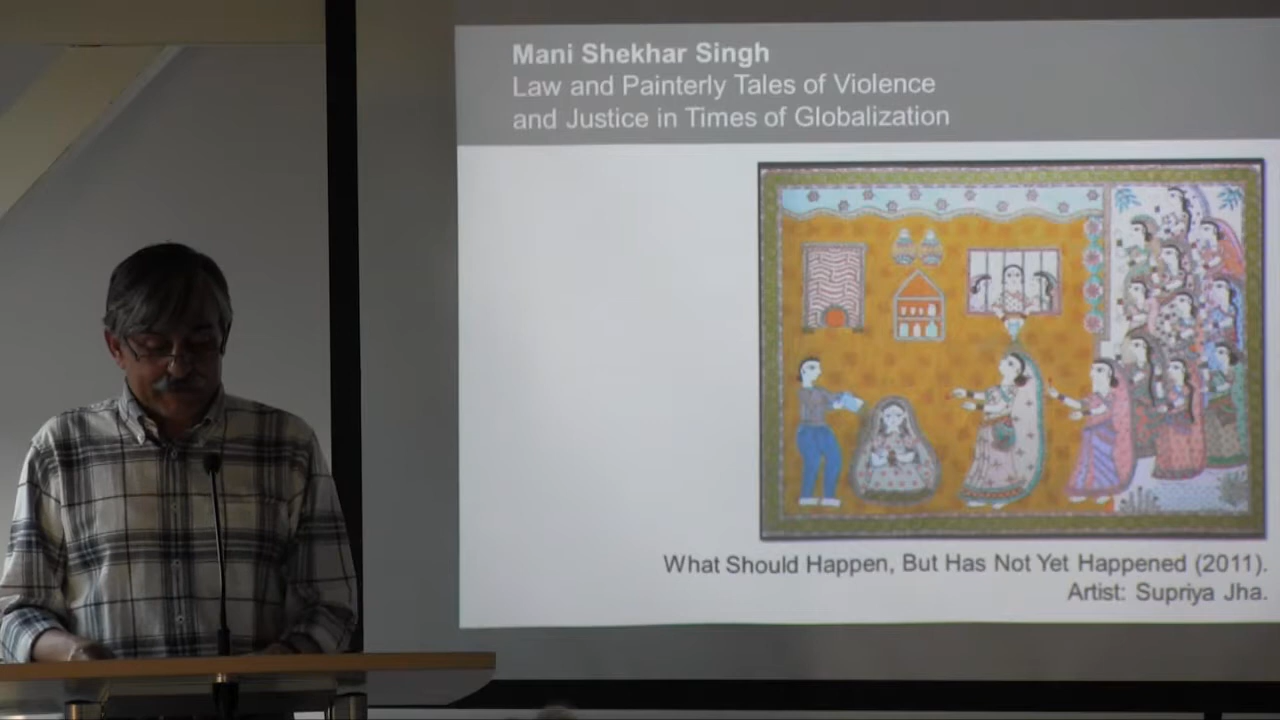 Mani Shekhar Singh
Law and Painterly Tales of Violence
and Justice in Times of Globalization
What Should Happen, But Has Not Yet Happened (2011).
Artist: Supriya Jha.